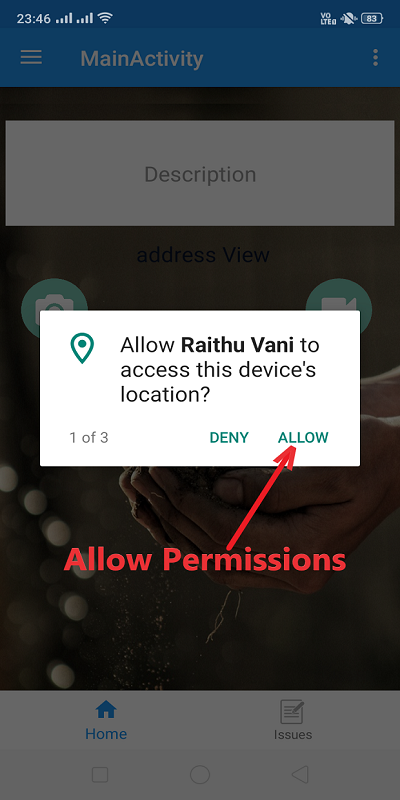 23:46
VO
LTE
83
MainActivity
Description
address View
Allow Raithu Vani to
access this device's
location?
1 of 3
DENY
ALLOW
Allow Permissions
Home
Issues